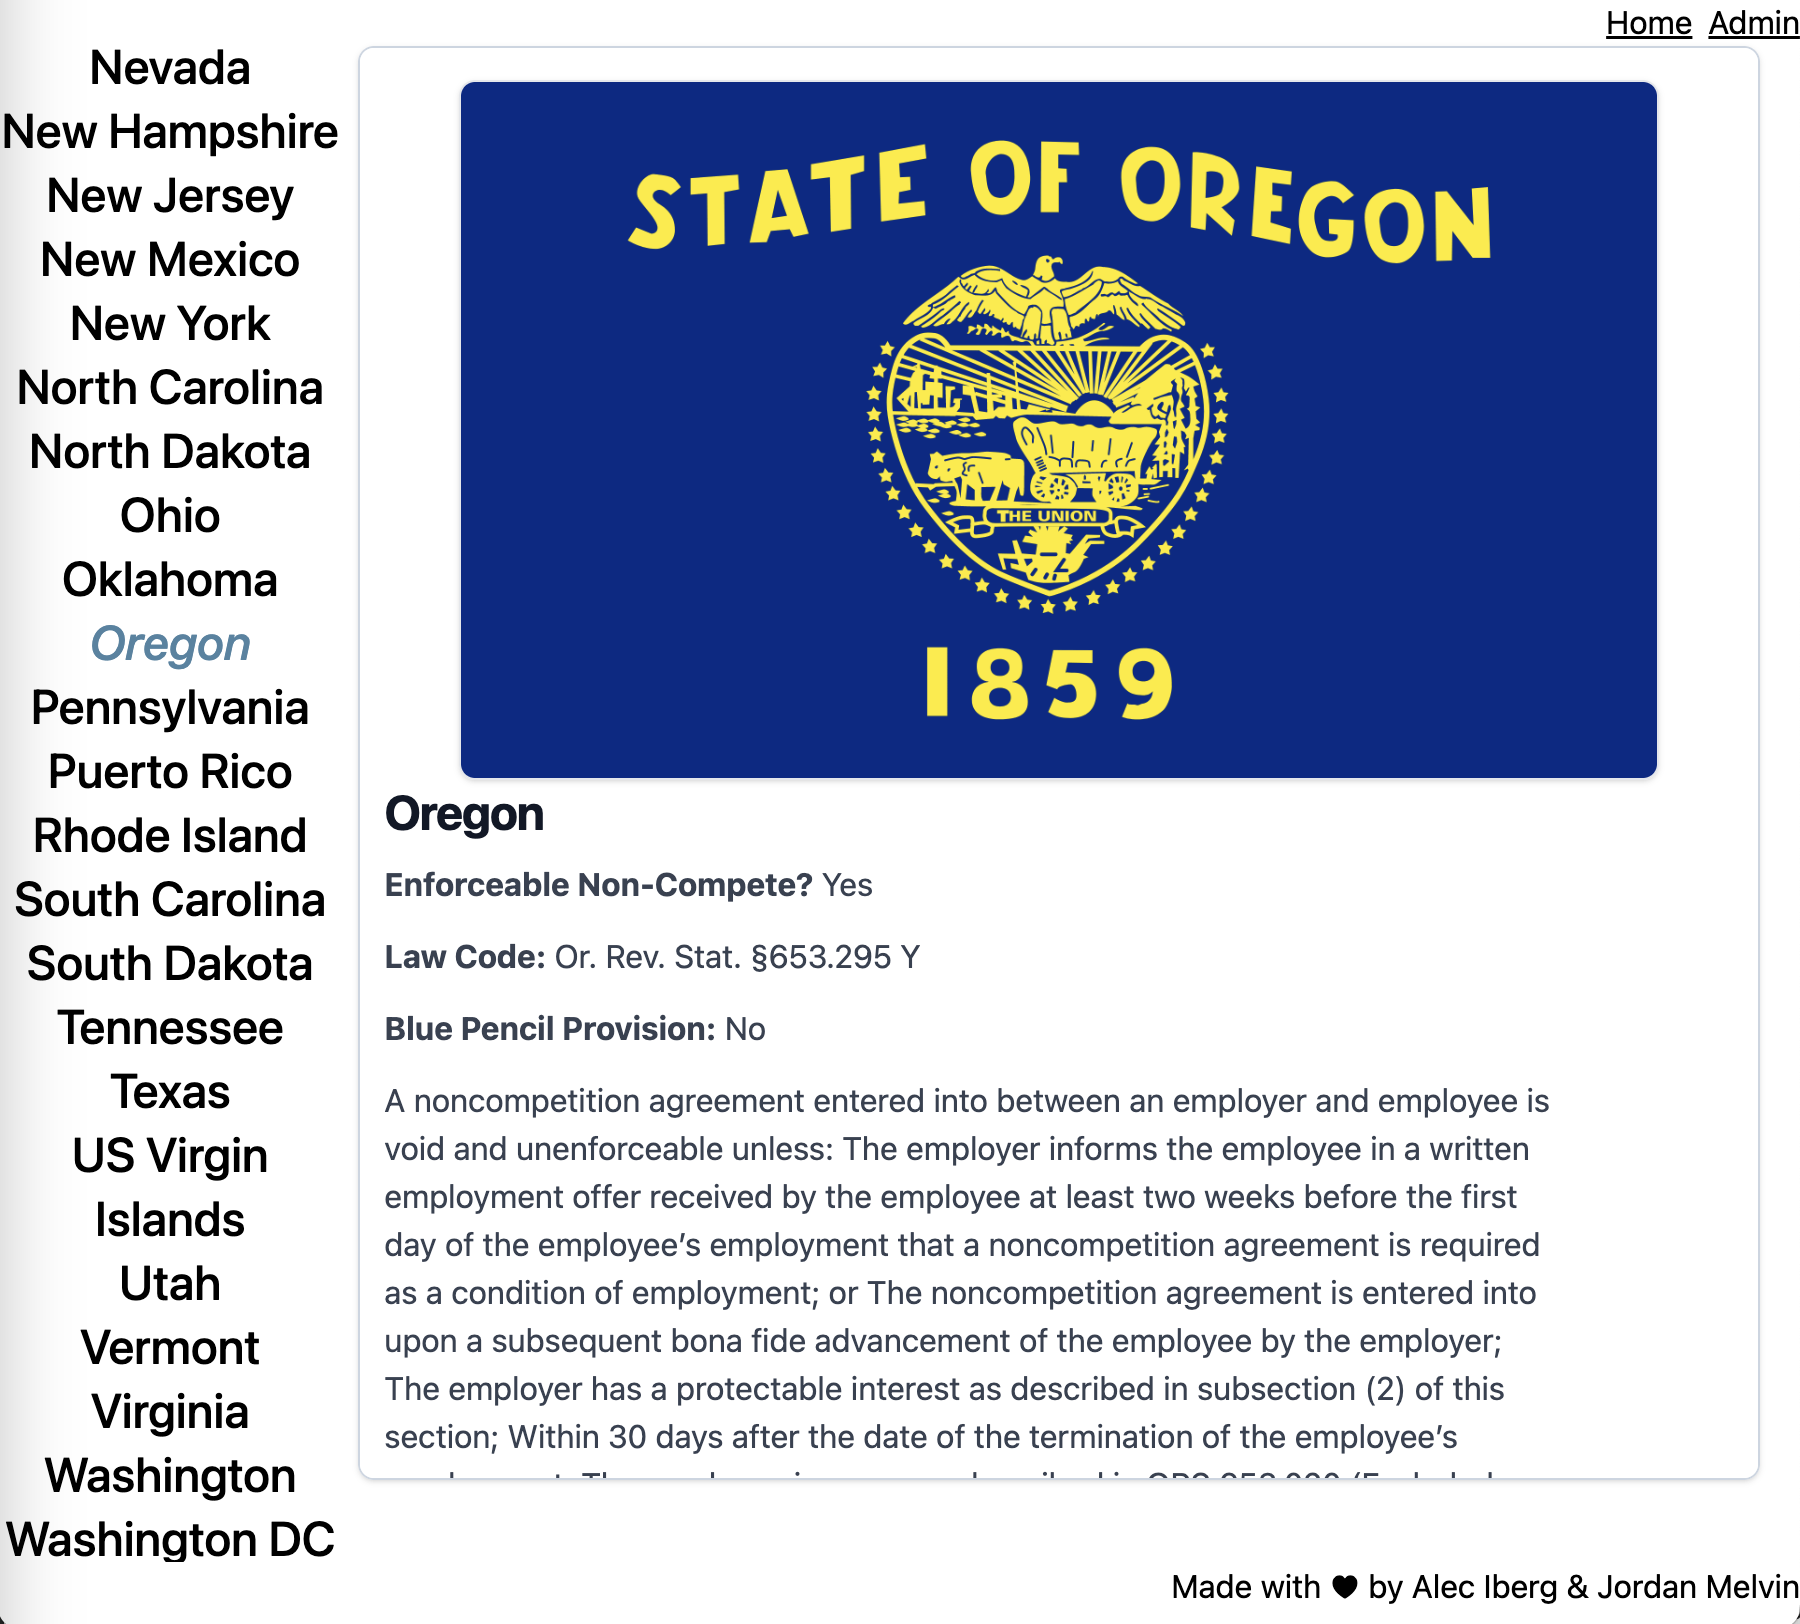 Home Admin
Nevada
New Hampshire
New Jersey
New Mexico
New York
North Carolina
North Dakota
Ohio
Oklahoma
Oregon
Pennsylvania
Puerto Rico
Rhode Island
South Carolina
South Dakota
Tennessee
Texas
US Virgin
Islands
Utah
Vermont
Virginia
Washington
Washington DC
STATE OF OREGON
THE UNION
1859
Oregon
Enforceable Non-Compete? Yes
Law Code: Or. Rev. Stat. §653.295 Y
Blue Pencil Provision: No
A noncompetition agreement entered into between an employer and employee is
void and unenforceable unless: The employer informs the employee in a written
employment offer received by the employee at least two weeks before the first
day of the employee’s employment that a noncompetition agreement is required
as a condition of employment; or The noncompetition agreement is entered into
upon a subsequent bona fide advancement of the employee by the employer;
The employer has a protectable interest as described in subsection (2) of this
section; Within 30 days after the date of the termination of the employee’s
Made with ♥ by Alec Iberg & Jordan Melvin